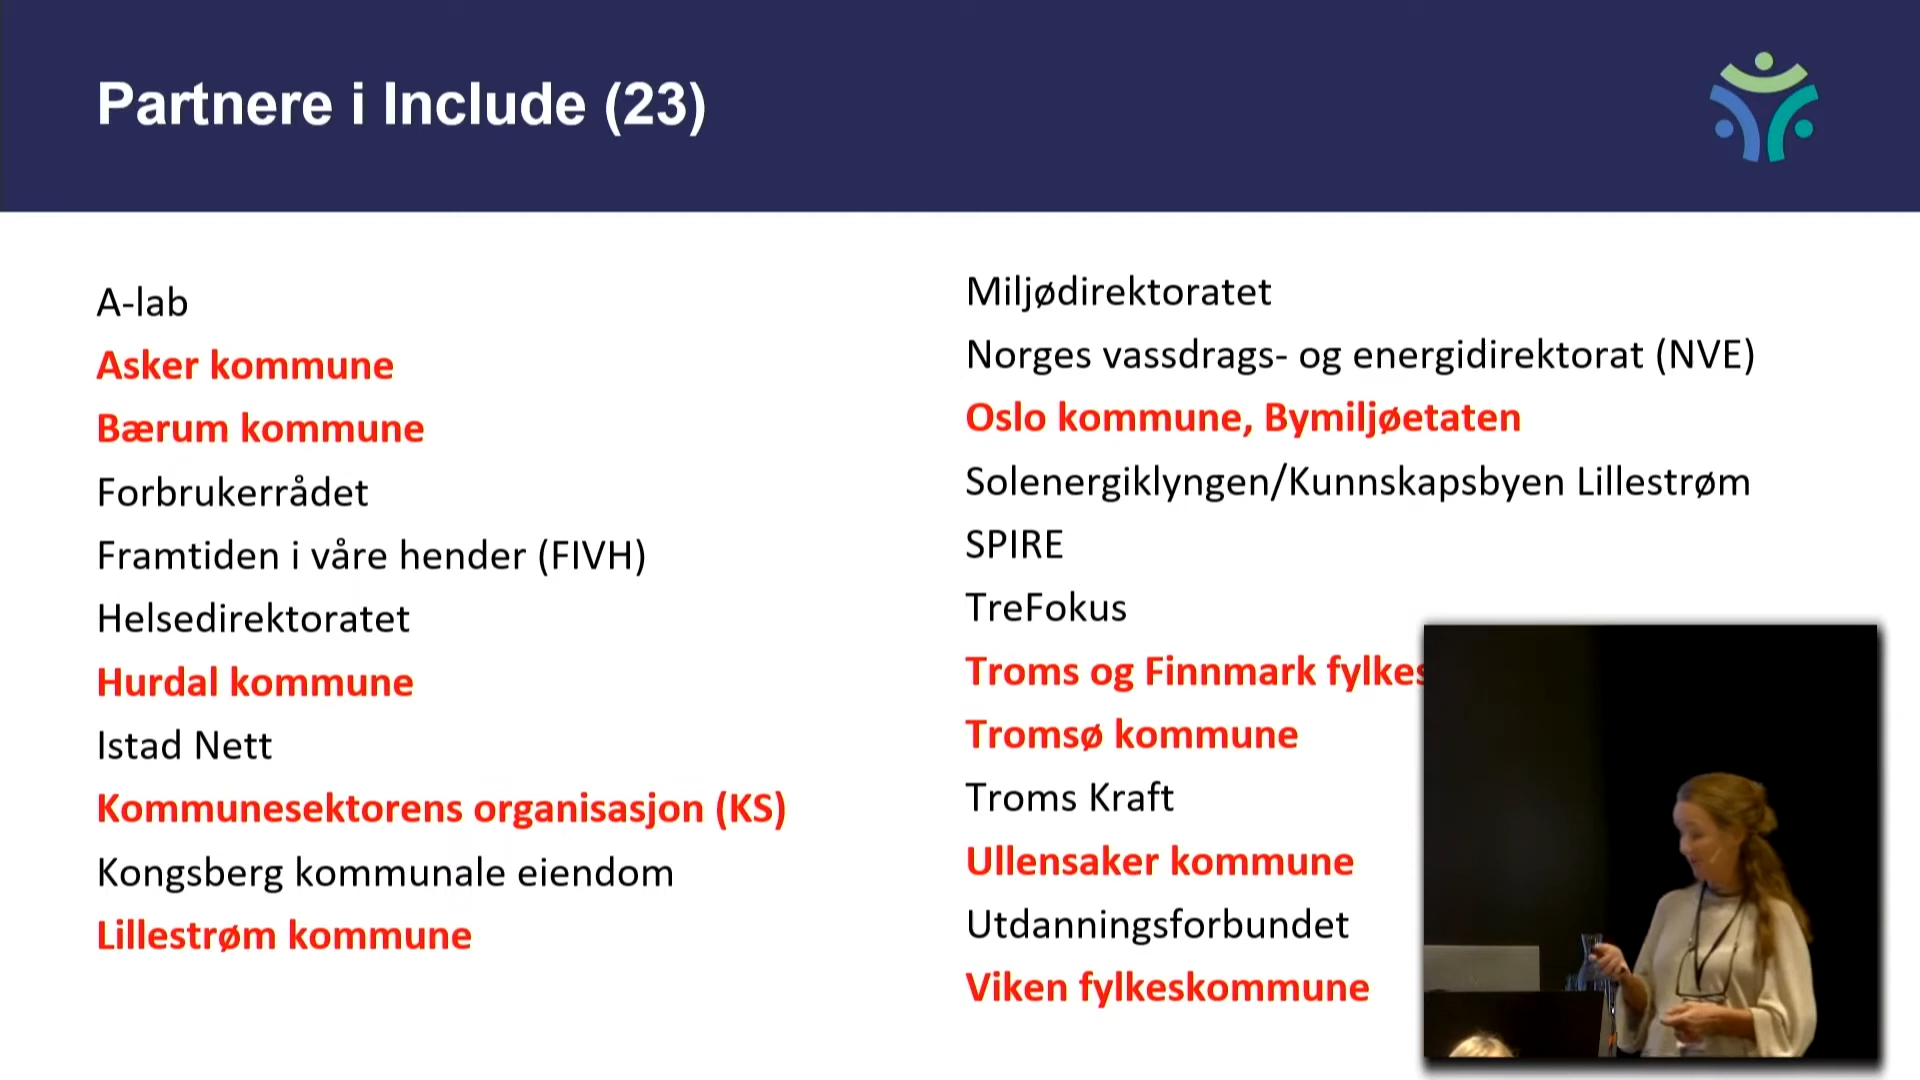 Partnere i Include (23)
A-lab
Asker kommune
Bærum kommune
Forbrukerrådet
Framtiden i våre hender (FIVH)
Helsedirektoratet
Hurdal kommune
Istad Nett
Kommunesektorens organisasjon (KS)
Kongsberg kommunale eiendom
Lillestrøm kommune
Miljødirektoratet
Norges vassdrags- og energidirektorat (NVE)
Oslo kommune, Bymiljøetaten
Solenergiklyngen/Kunnskapsbyen Lillestrøm
SPIRE
TreFokus
Troms og Finnmark
Tromsø kommune
Troms Kraft
Ullensaker kommune
Utdanningsforbundet
Viken fylkeskommune